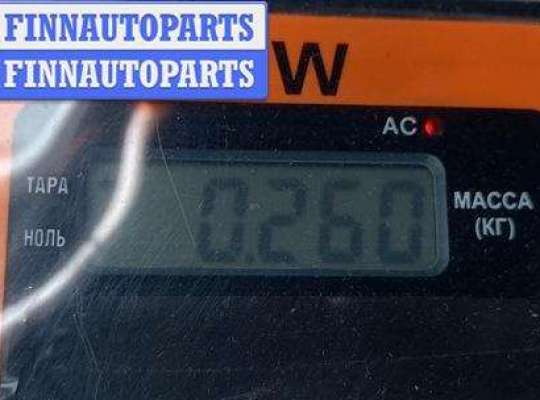 FINNAUTOPARTS
FINNAUTOPARTS
W
AC
ТАРА
0.260
МАССА
(КГ)
НОЛЬ